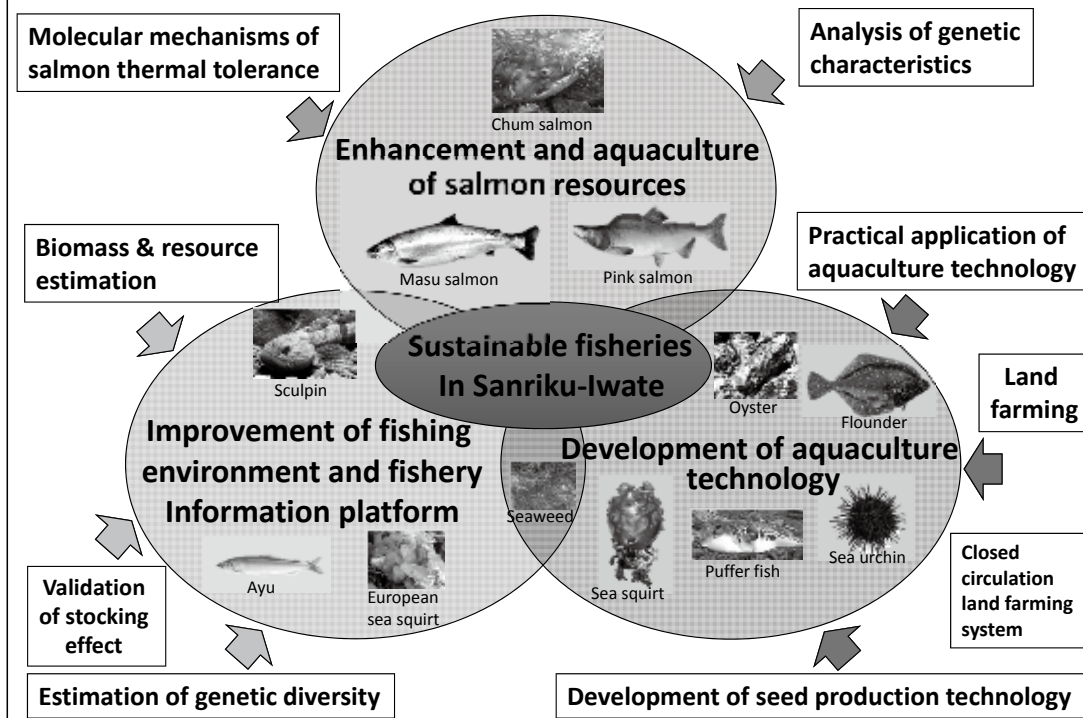 Molecular mechanisms of
salmon thermal tolerance
Analysis of genetic
characteristics
Chum salmon
Enhancement and aquaculture
of salmon resources
Masu salmon
Pink salmon
Biomass & resource
estimation
Practical application of
aquaculture technology
Sustainable fisheries
In Sanriku-Iwate
Sculpin
Oyster
Flounder
Land
farming
Improvement of fishing
environment and fishery
Information platform
Development of aquaculture
technology
Seaweed
Ayu
European
sea squirt
Sea squirt
Puffer fish
Sea urchin
Closed
circulation
land farming
system
Validation
of stocking
effect
Estimation of genetic diversity
Development of seed production technology